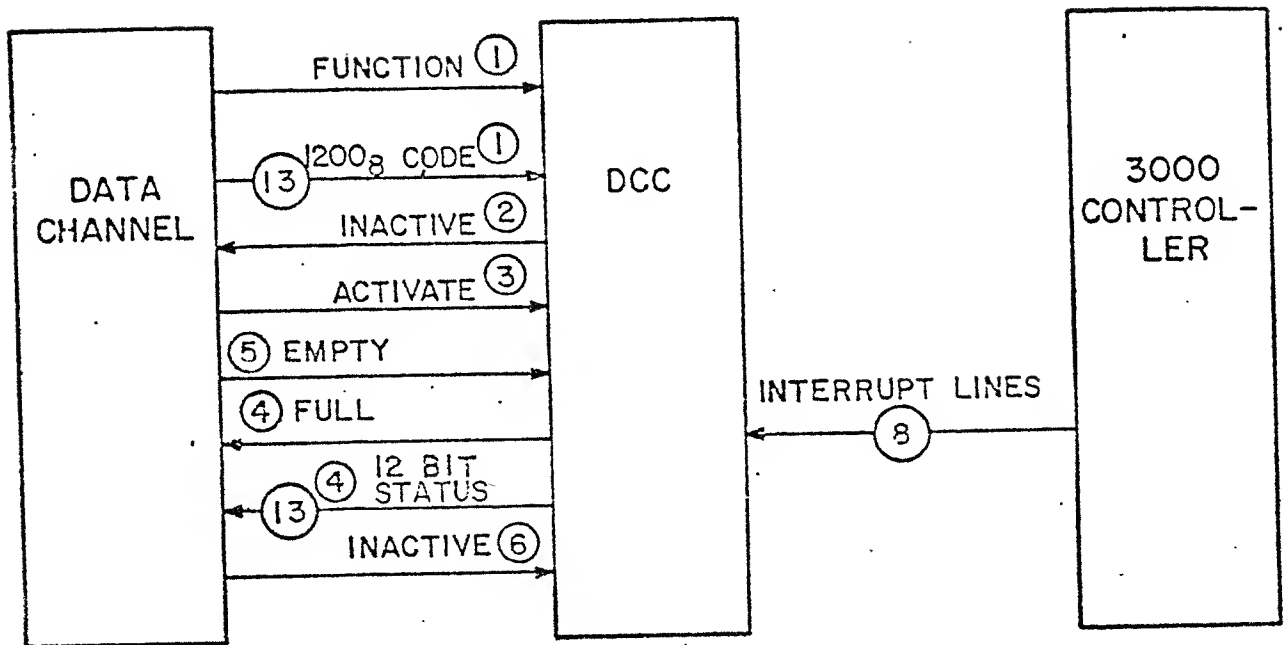 FUNCTION ①
1200₈ CODE ①
⑬
DATA
CHANNEL
DCC
3000
CONTROL-
LER
INACTIVE ②
ACTIVATE ③
⑤ EMPTY
INTERRUPT LINES
④ FULL
⑧
④ 12 BIT
STATUS
⑬
INACTIVE ⑥